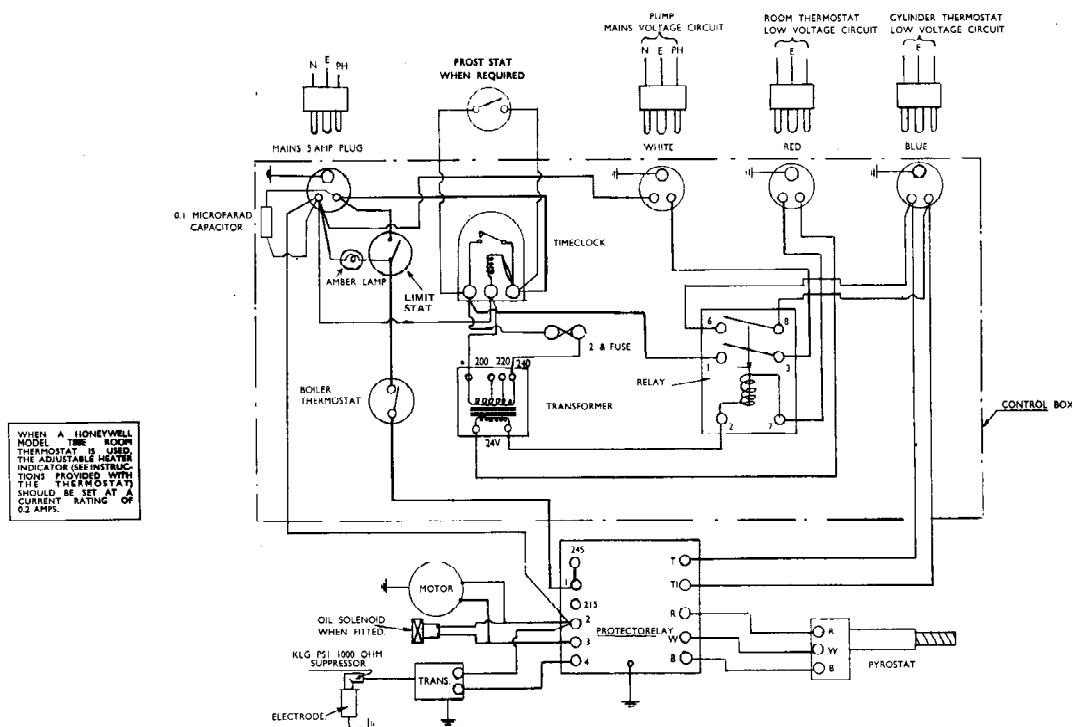 PUMP
MAINS VOLTAGE CIRCUIT
N E PH
ROOM THERMOSTAT
LOW VOLTAGE CIRCUIT
E
CYLINDER THERMOSTAT
LOW VOLTAGE CIRCUIT
E
N E PH
FROST STAT
WHEN REQUIRED
MAINS 5 AMP PLUG
WHITE
RED
BLUE
0.1 MICROFARAD
CAPACITOR
TIMECLOCK
AMBER LAMP
LIMIT
STAT
2 & FUSE
6
8
1
3
RELAY
2
7
200 220 240
TRANSFORMER
24V
BOILER
THERMOSTAT
CONTROL BOX
WHEN A HONEYWELL
MODEL ROOM
THERMOSTAT IS USED,
THE ADJUSTABLE HEATER
INDICATOR (SEE INSTRUC-
TIONS PROVIDED WITH
THE THERMOSTAT)
SHOULD BE SET AT A
CURRENT RATING OF
0.2 AMPS.
24S
1
21S
2
3
4
T
T1
R
W
B
PROTECTORELAY
MOTOR
OIL SOLENOID
WHEN FITTED.
KLG PS1 1000 OHM
SUPPRESSOR
TRANS.
ELECTRODE.
R
W
B
PYROSTAT